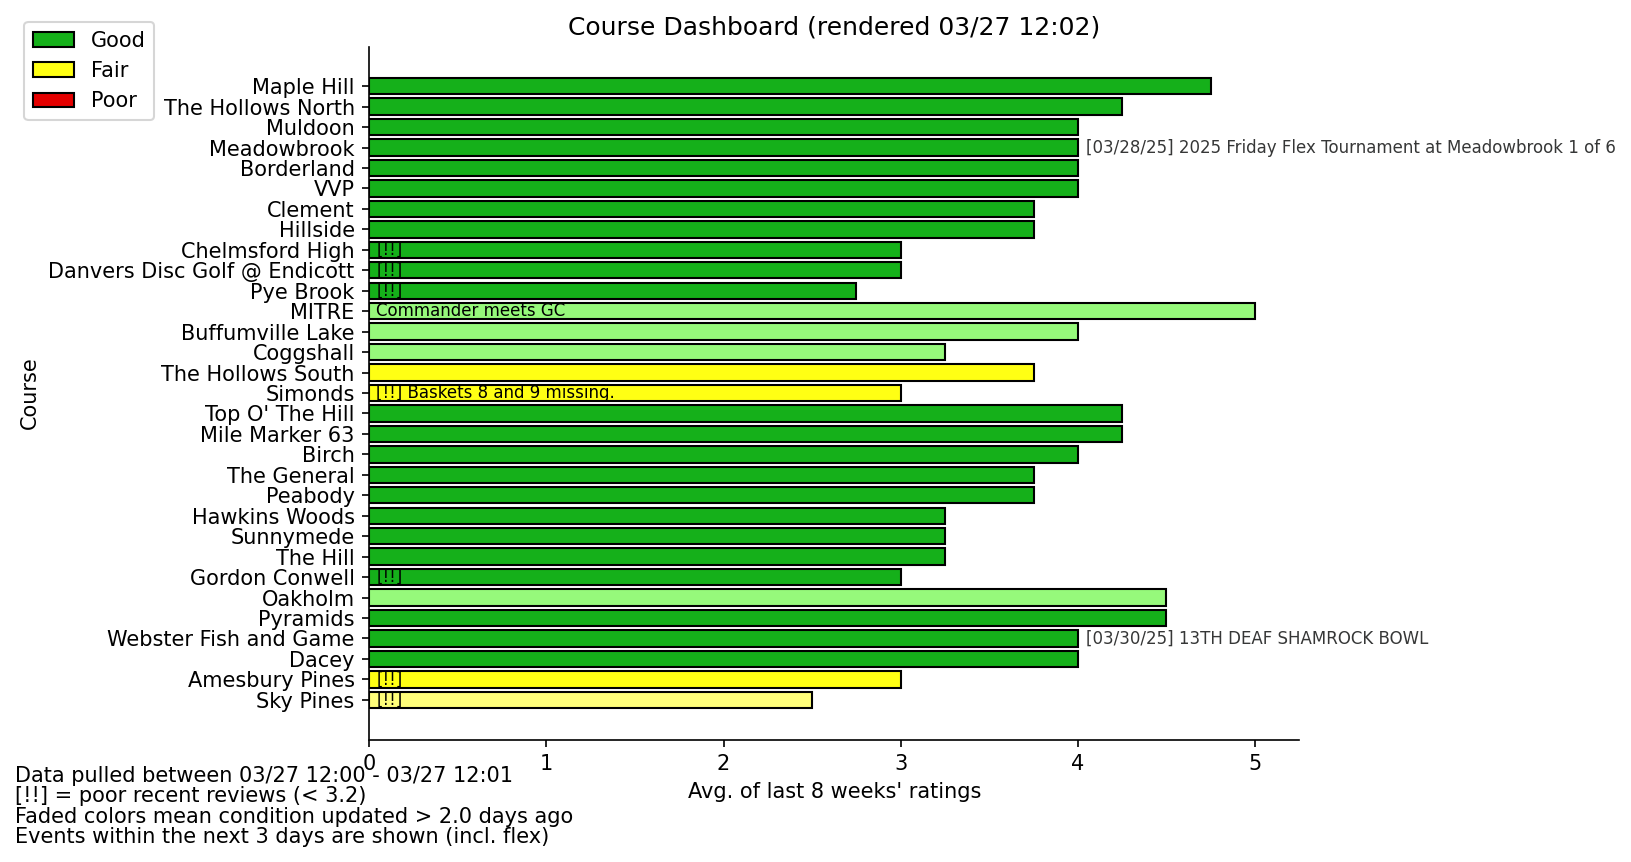 Course Dashboard (rendered 03/27 12:02)
Good
Fair
Poor
Maple Hill
The Hollows North
Muldoon
Meadowbrook [03/28/25] 2025 Friday Flex Tournament at Meadowbrook 1 of 6
Borderland
VVP
Clement
Hillside
Chelmsford High [!!]
Danvers Disc Golf @ Endicott [!!]
Pye Brook [!!]
MITRE Commander meets GC
Buffumville Lake
Coggshall
The Hollows South
Simonds [!!] Baskets 8 and 9 missing.
Top O' The Hill
Mile Marker 63
Birch
The General
Peabody
Hawkins Woods
Sunnymede
The Hill
Gordon Conwell [!!]
Oakholm
Pyramids
Webster Fish and Game [03/30/25] 13TH DEAF SHAMROCK BOWL
Dacey
Amesbury Pines [!!]
Sky Pines [!!]
Course
0 1 2 3 4 5
Avg. of last 8 weeks' ratings
Data pulled between 03/27 12:00 - 03/27 12:01
[!!] = poor recent reviews (< 3.2)
Faded colors mean condition updated > 2.0 days ago
Events within the next 3 days are shown (incl. flex)